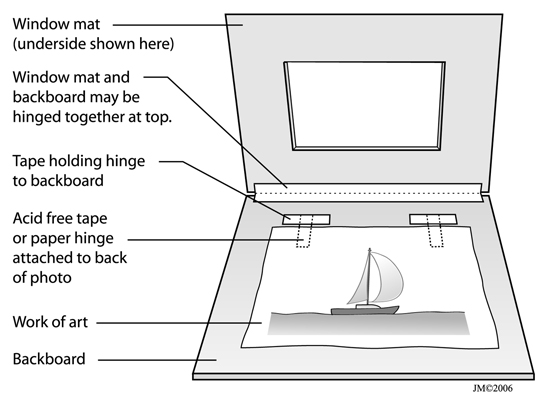 Window mat
(underside shown here)
Window mat and
backboard may be
hinged together at top.
Tape holding hinge
to backboard
Acid free tape
or paper hinge
attached to back
of photo
Work of art
Backboard
JM©2006